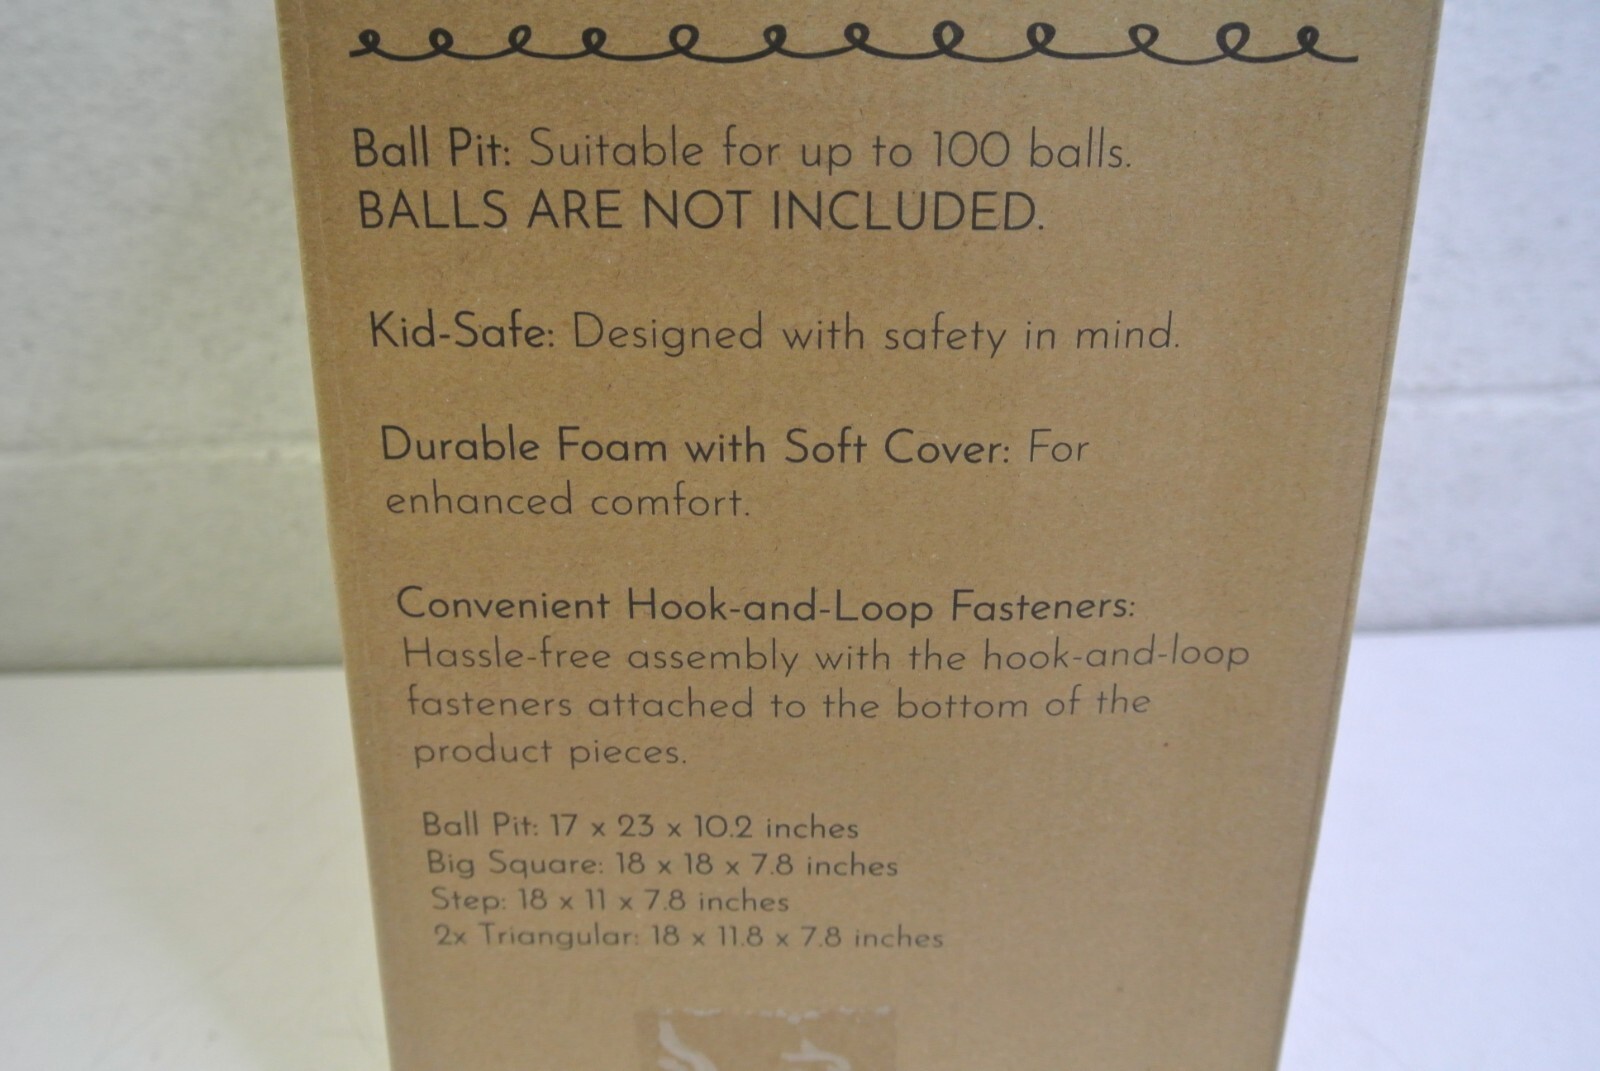 Ball Pit: Suitable for up to 100 balls.
BALLS ARE NOT INCLUDED.
Kid-Safe: Designed with safety in mind.
Durable Foam with Soft Cover: For
enhanced comfort.
Convenient Hook-and-Loop Fasteners:
Hassle-free assembly with the hook-and-loop
fasteners attached to the bottom of the
product pieces.
Ball Pit: 17 x 23 x 10.2 inches
Big Square: 18 x 18 x 7.8 inches
Step: 18 x 11 x 7.8 inches
2x Triangular: 18 x 11.8 x 7.8 inches